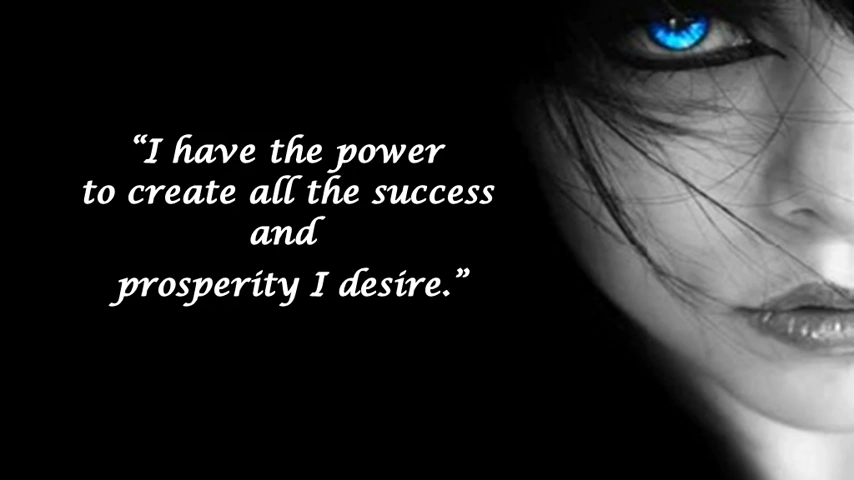 “I have the power
to create all the success
and
prosperity I desire.”